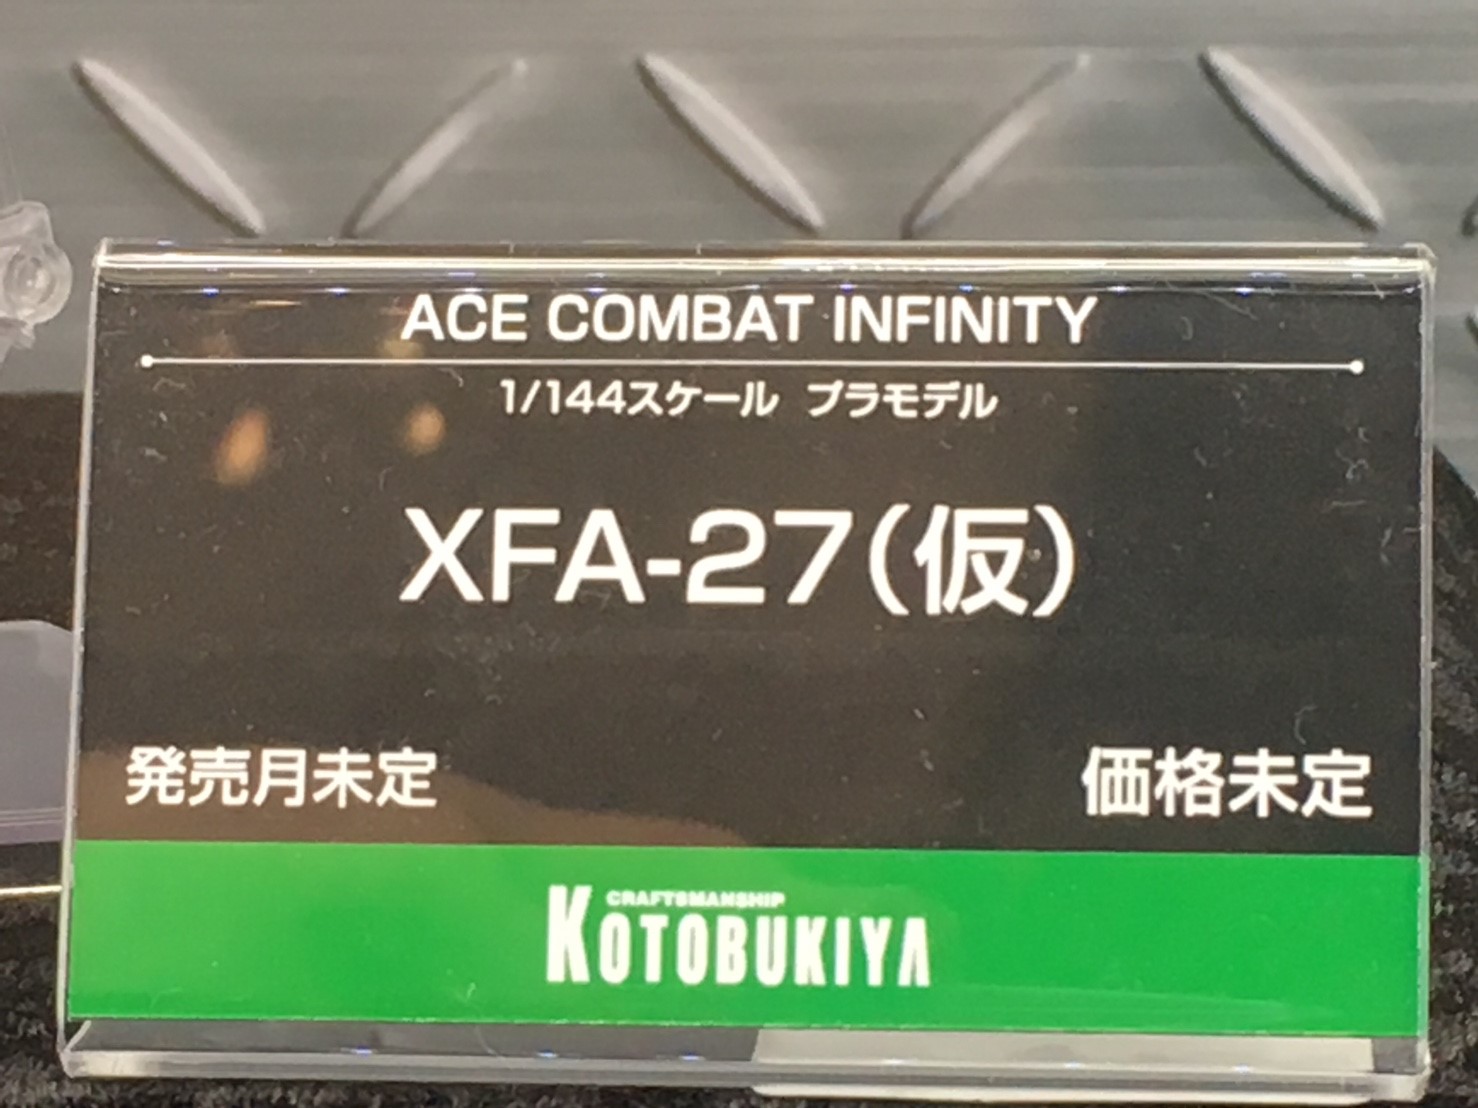 ACE COMBAT INFINITY
1/144スケール プラモデル
XFA-27(仮)
発売月未定
価格未定
CRAFTSMANSHIP
KOTOBUKIYA